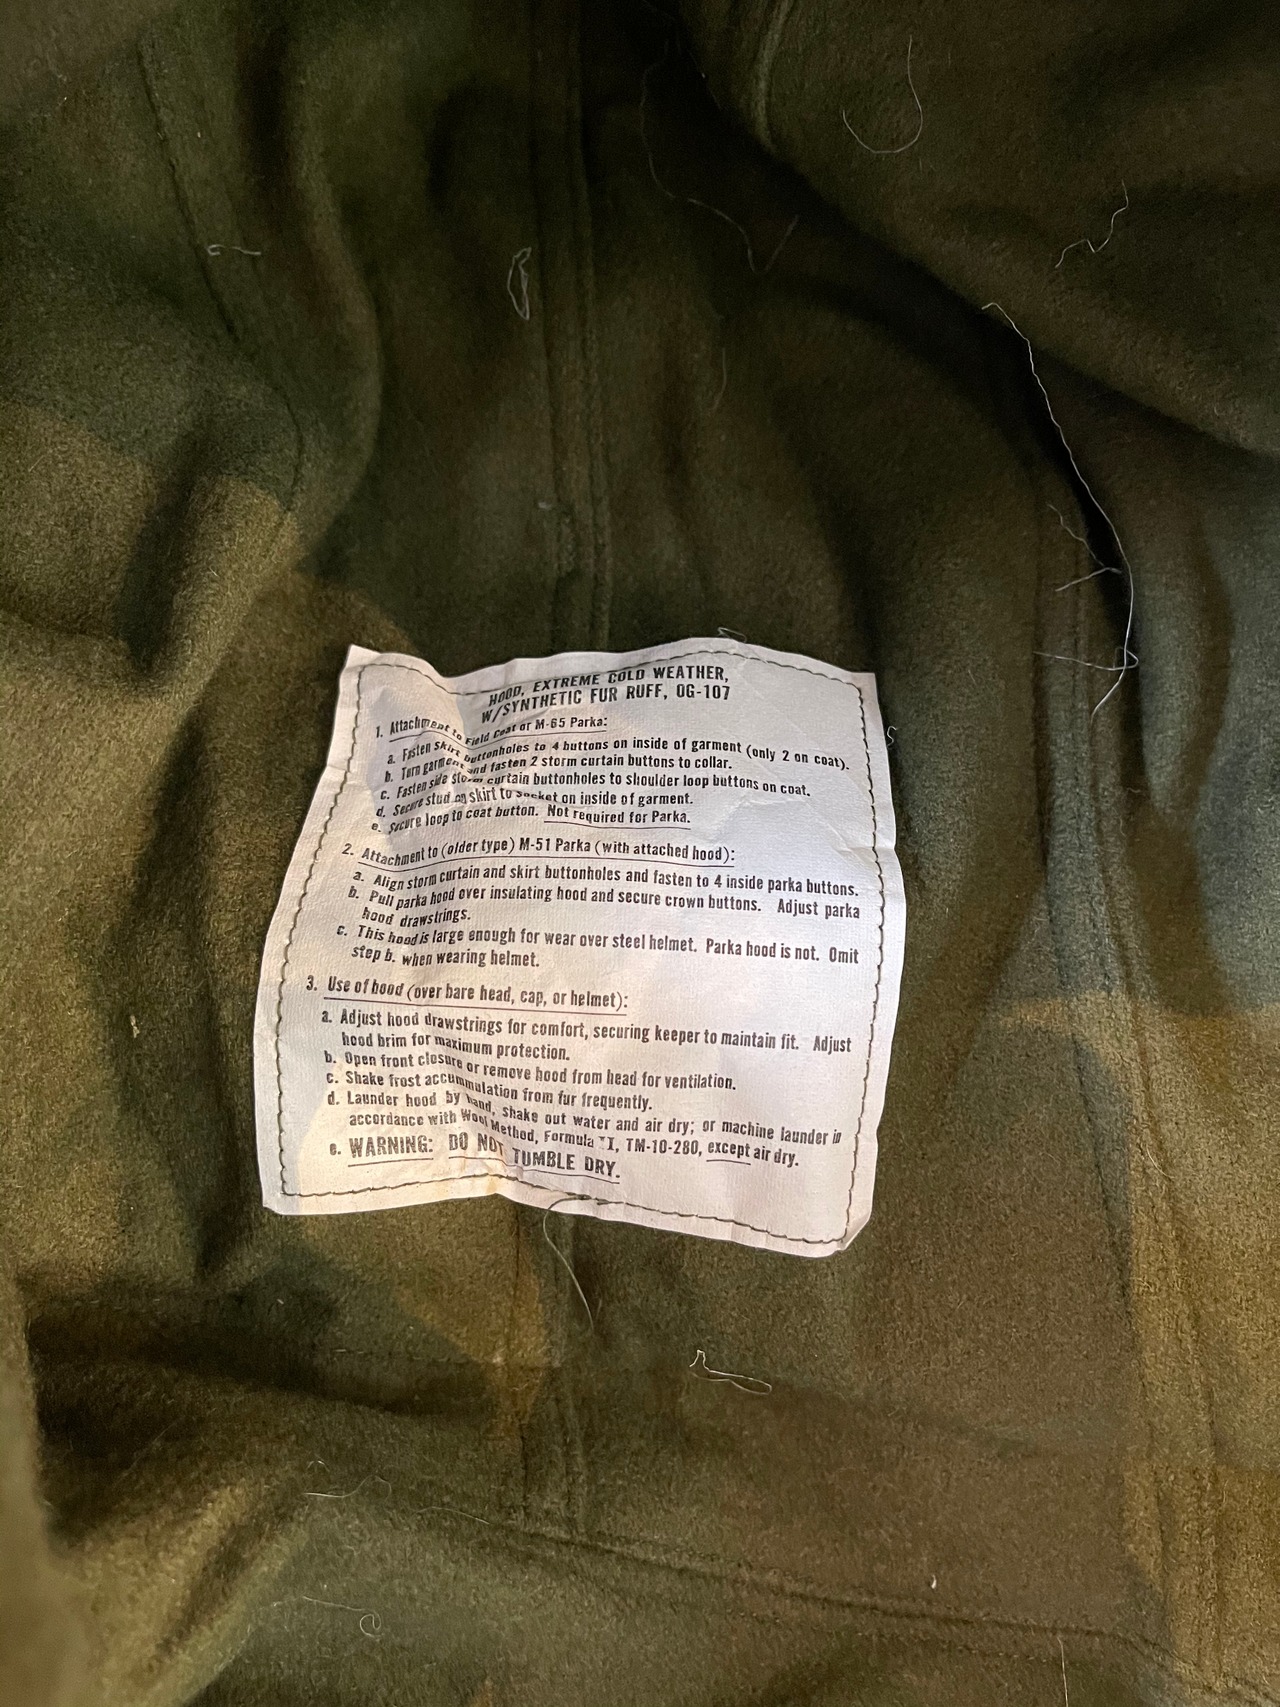 HOOD, EXTREME COLD WEATHER,
W/SYNTHETIC FUR RUFF, OG-107
1. Attachment to Field Coat or M-65 Parka:
a. Fasten skirt buttonholes to 4 buttons on inside of garment (only 2 on coat).
b. Turn garment and fasten 2 storm curtain buttons to collar.
c. Fasten side storm curtain buttonholes to shoulder loop buttons on coat.
d. Secure stud on skirt to socket on inside of garment.
e. Secure loop to coat button. Not required for Parka.
2. Attachment to (older type) M-51 Parka (with attached hood):
a. Align storm curtain and skirt buttonholes and fasten to 4 inside parka buttons.
b. Pull parka hood over insulating hood and secure crown buttons. Adjust parka
hood drawstrings.
c. This hood is large enough for wear over steel helmet. Parka hood is not. Omit
step b. when wearing helmet.
3. Use of hood (over bare head, cap, or helmet):
a. Adjust hood drawstrings for comfort, securing keeper to maintain fit. Adjust
hood brim for maximum protection.
b. Open front closure or remove hood from head for ventilation.
c. Shake frost accummulation from fur frequently.
d. Launder hood by hand, shake out water and air dry; or machine launder in
accordance with Wool Method, Formula I, TM-10-280, except air dry.
e. WARNING: DO NOT TUMBLE DRY.